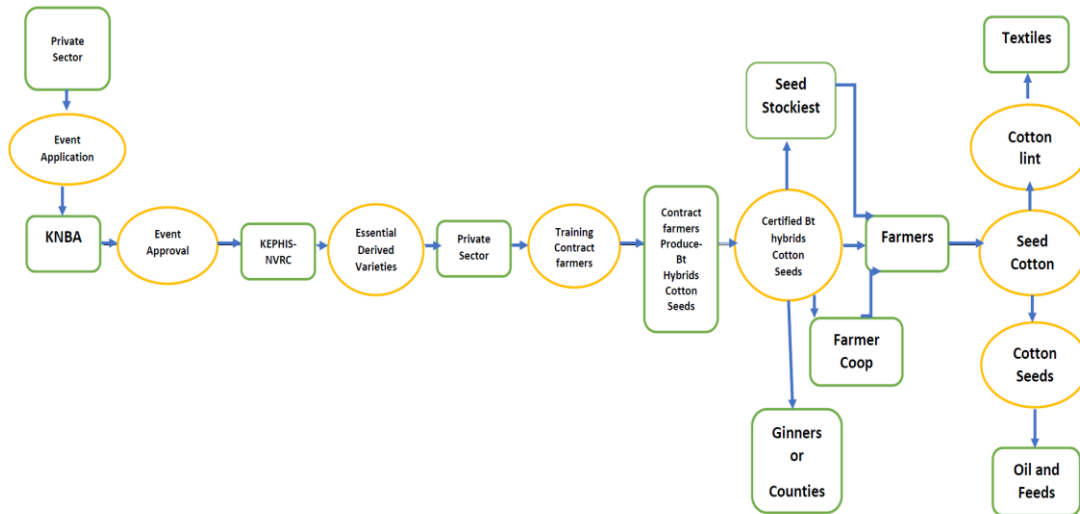 Private
Sector
Event
Application
KNBA
Event
Approval
KEPHIS-
NVRC
Essential
Derived
Varieties
Private
Sector
Training
Contract
farmers
Contract
farmers
Produce-
Bt
Hybrids
Cotton
Seeds
Seed
Stockiest
Certified Bt
hybrids
Cotton
Seeds
Farmer
Coop
Ginners
or
Counties
Farmers
Textiles
Cotton
lint
Seed
Cotton
Cotton
Seeds
Oil and
Feeds